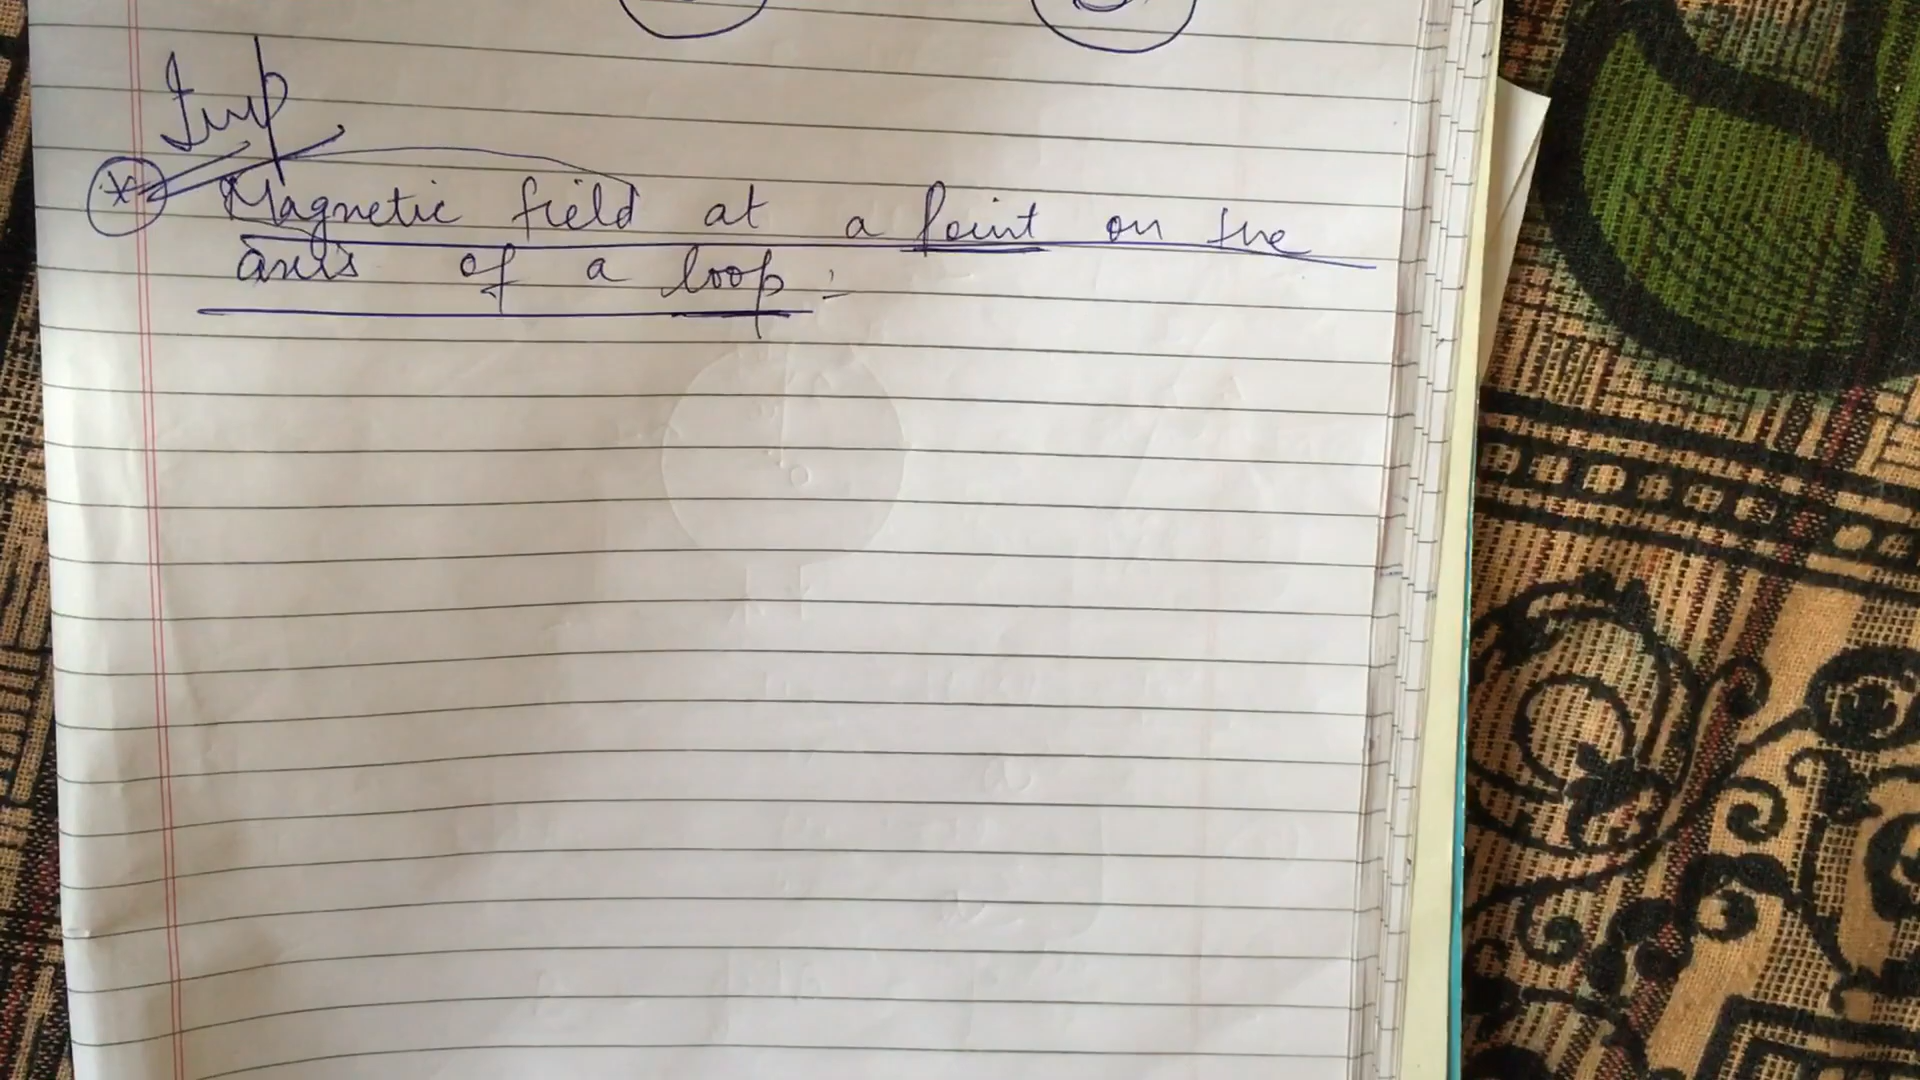 Imp
* Magnetic field at a point on the
axis of a loop :-